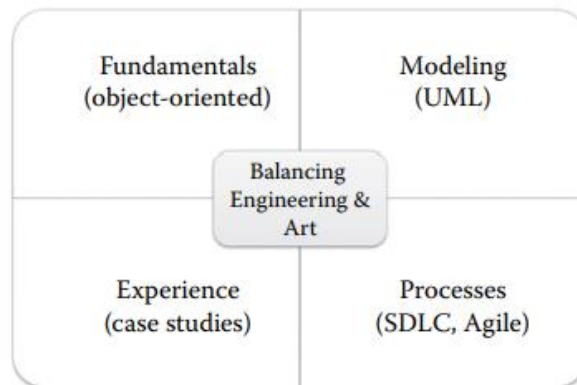 Fundamentals
(object-oriented)
Modeling
(UML)
Balancing
Engineering &
Art
Experience
(case studies)
Processes
(SDLC, Agile)